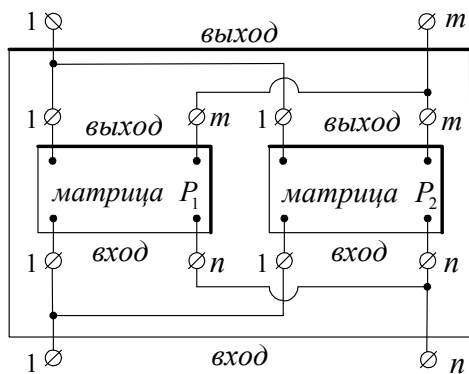 1 m
выход
1 выход m 1 выход m
матрица P₁ матрица P₂
1 вход n 1 вход n
1 вход n